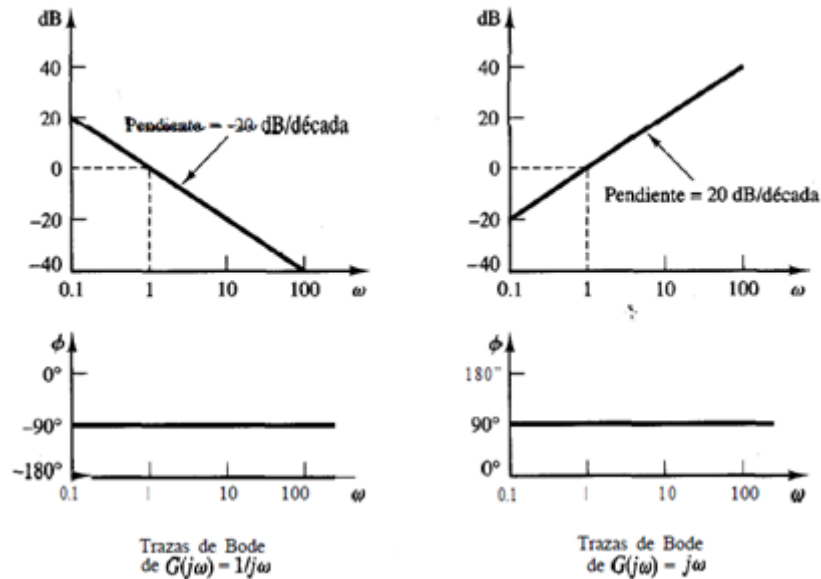 dB
40
20
0
-20
-40
Pendiente = -20 dB/década
0.1 1 10 100 ω
ϕ
0°
-90°
~180°
0.1 1 10 100 ω
Trazas de Bode
de G(jω) = 1/jω
dB
40
20
0
-20
-40
Pendiente = 20 dB/década
0.1 1 10 100 ω
ϕ
180"
90°
0°
0.1 1 10 100 ω
Trazas de Bode
de G(jω) = jω